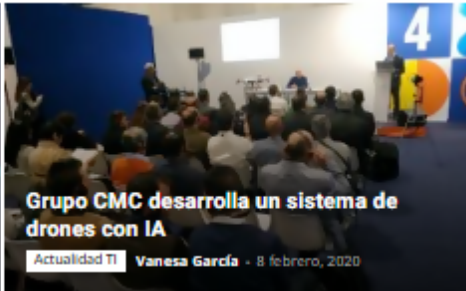 4
Grupo CMC desarrolla un sistema de
drones con IA
Actualidad TI Vanesa García - 8 febrero, 2020